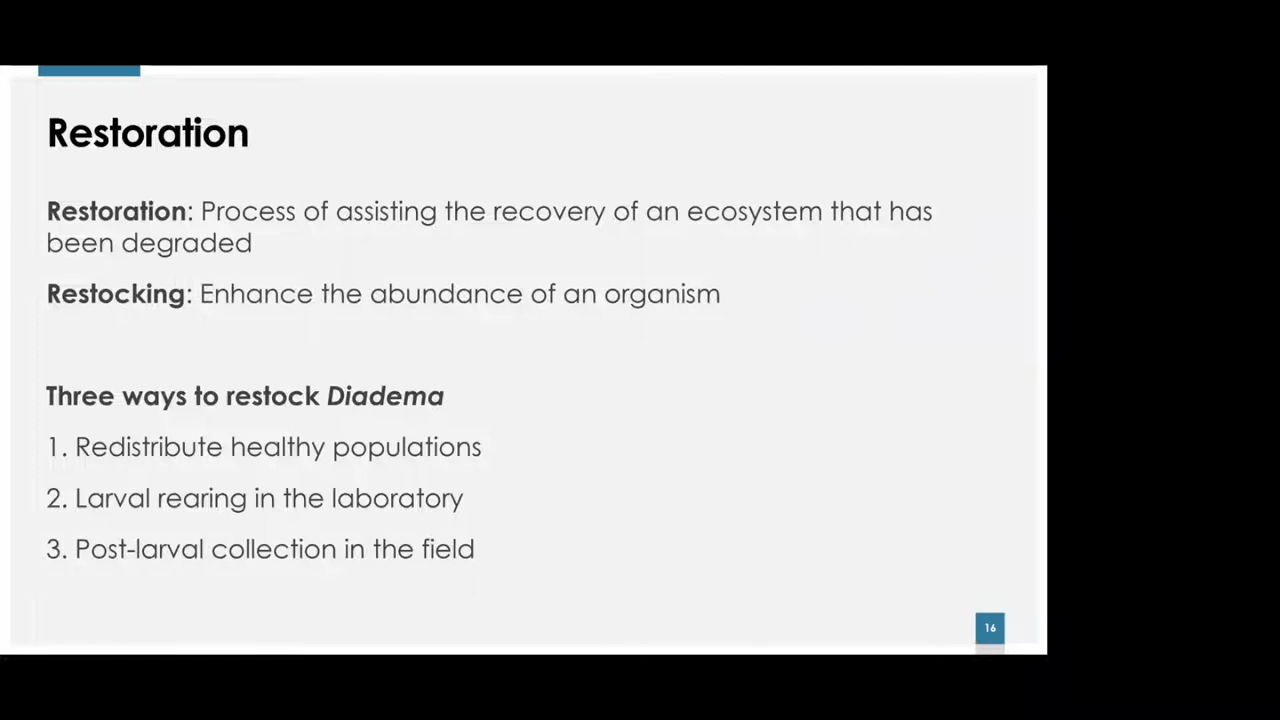 Restoration
Restoration: Process of assisting the recovery of an ecosystem that has
been degraded
Restocking: Enhance the abundance of an organism
Three ways to restock Diadema
1. Redistribute healthy populations
2. Larval rearing in the laboratory
3. Post-larval collection in the field
16